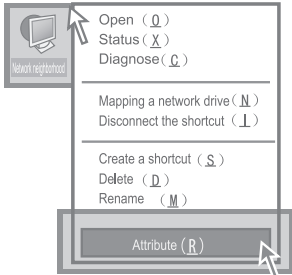 Network neighborhood
Open (O)
Status (X)
Diagnose (C)
Mapping a network drive (N)
Disconnect the shortcut (I)
Create a shortcut (S)
Delete (D)
Rename (M)
Attribute (R)